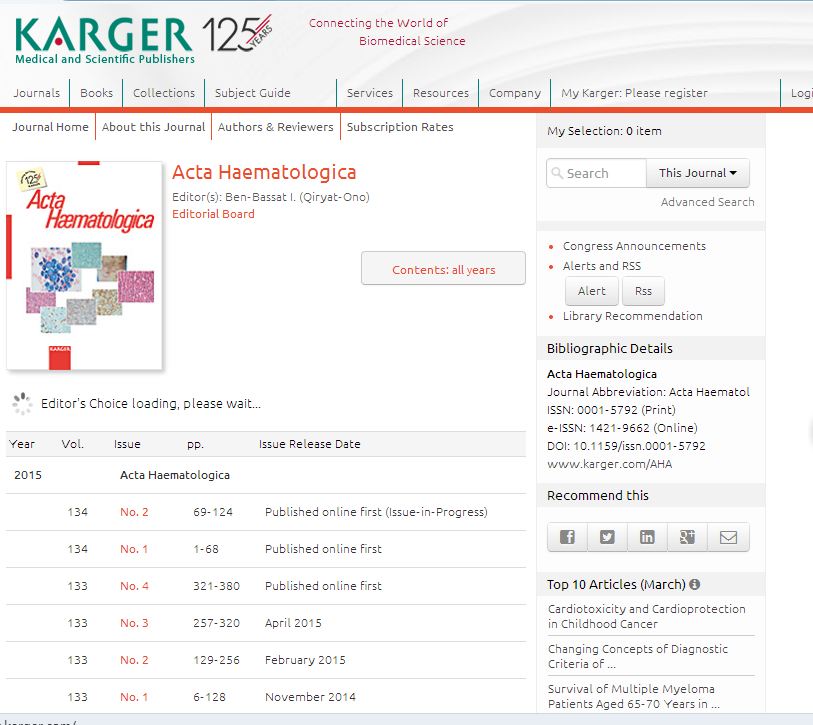 KARGER 125 YEARS
Medical and Scientific Publishers
Connecting the World of
Biomedical Science
Journals Books Collections Subject Guide Services Resources Company My Karger: Please register Logi
Journal Home About this Journal Authors & Reviewers Subscription Rates
Acta Haematologica
Editor(s): Ben-Bassat I. (Qiryat-Ono)
Editorial Board
Contents: all years
125
Acta
Hæmatologica
KARGER
Editor's Choice loading, please wait...
Year Vol. Issue pp. Issue Release Date
2015 Acta Haematologica
134 No. 2 69-124 Published online first (Issue-in-Progress)
134 No. 1 1-68 Published online first
133 No. 4 321-380 Published online first
133 No. 3 257-320 April 2015
133 No. 2 129-256 February 2015
133 No. 1 6-128 November 2014
My Selection: 0 item
Search This Journal
Advanced Search
Congress Announcements
Alerts and RSS
Alert Rss
Library Recommendation
Bibliographic Details
Acta Haematologica
Journal Abbreviation: Acta Haematol
ISSN: 0001-5792 (Print)
e-ISSN: 1421-9662 (Online)
DOI: 10.1159/issn.0001-5792
www.karger.com/AHA
Recommend this
Top 10 Articles (March)
Cardiotoxicity and Cardioprotection
in Childhood Cancer
Changing Concepts of Diagnostic
Criteria of ...
Survival of Multiple Myeloma
Patients Aged 65-70 Years in ...